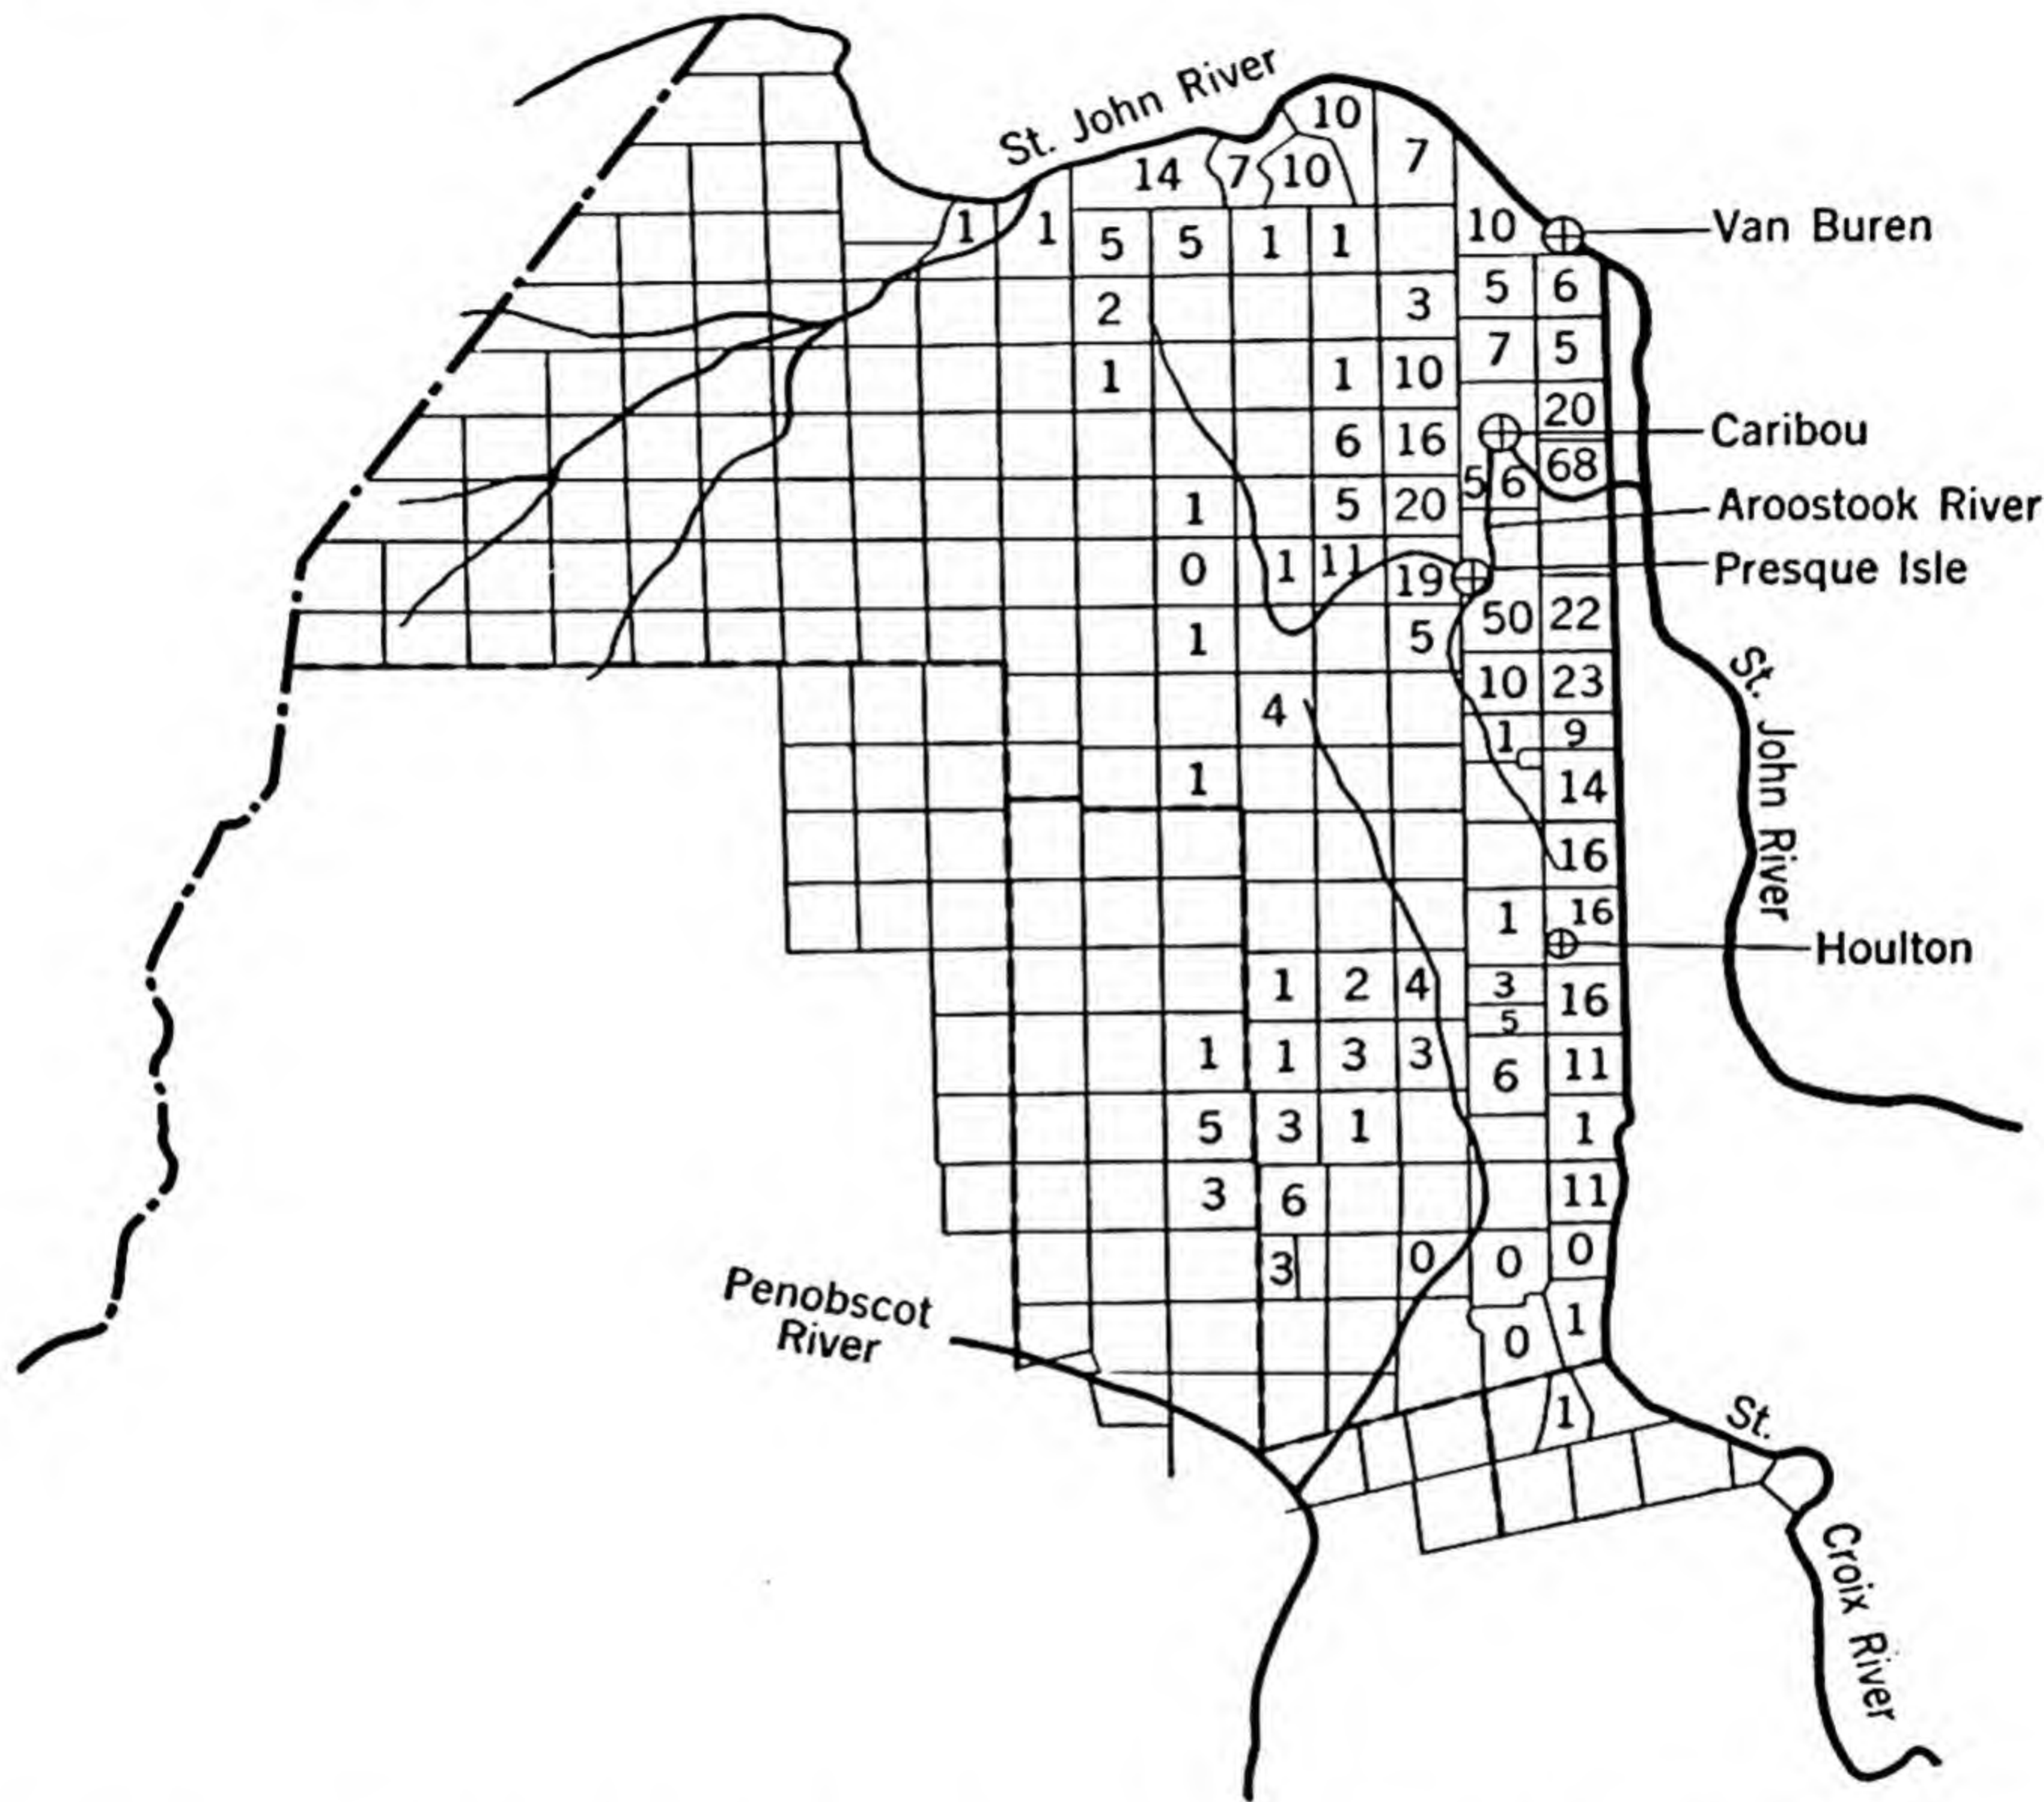 St. John River
10
14 7 10 7
1 1 5 5 1 1 10 Van Buren
2 3 5 6
1 1 10 7 5
6 16 20 Caribou
5 6 68
1 5 20 Aroostook River
0 1 11 19 Presque Isle
1 5 50 22
4 10 23
1 9
1 14
16
1 16
Houlton
St. John River
1 2 4 3 16
5
1 1 3 3 6 11
5 3 1 1
3 6 11
3 0 0 0
Penobscot
River
0 1
1
St.
Croix River